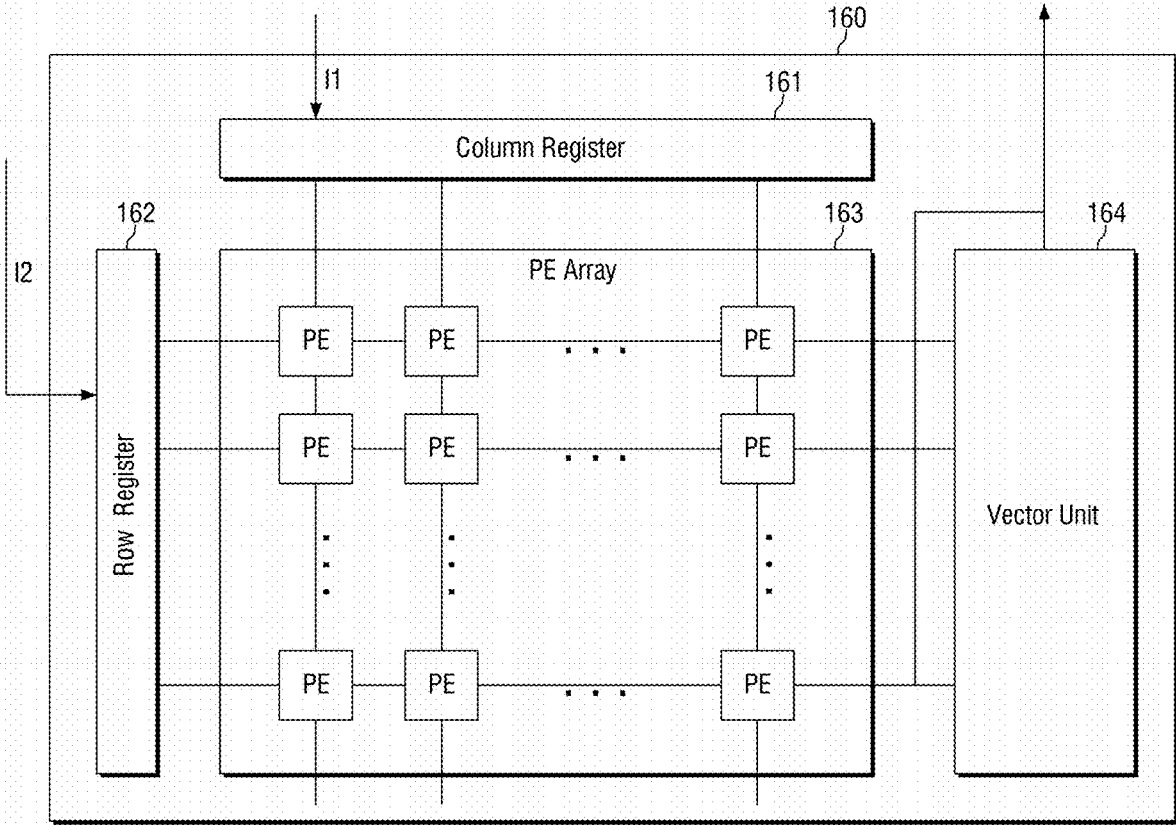 160
I1
161
Column Register
162
163
164
I2
PE Array
PE PE PE
PE PE PE
Row Register
Vector Unit
PE PE PE